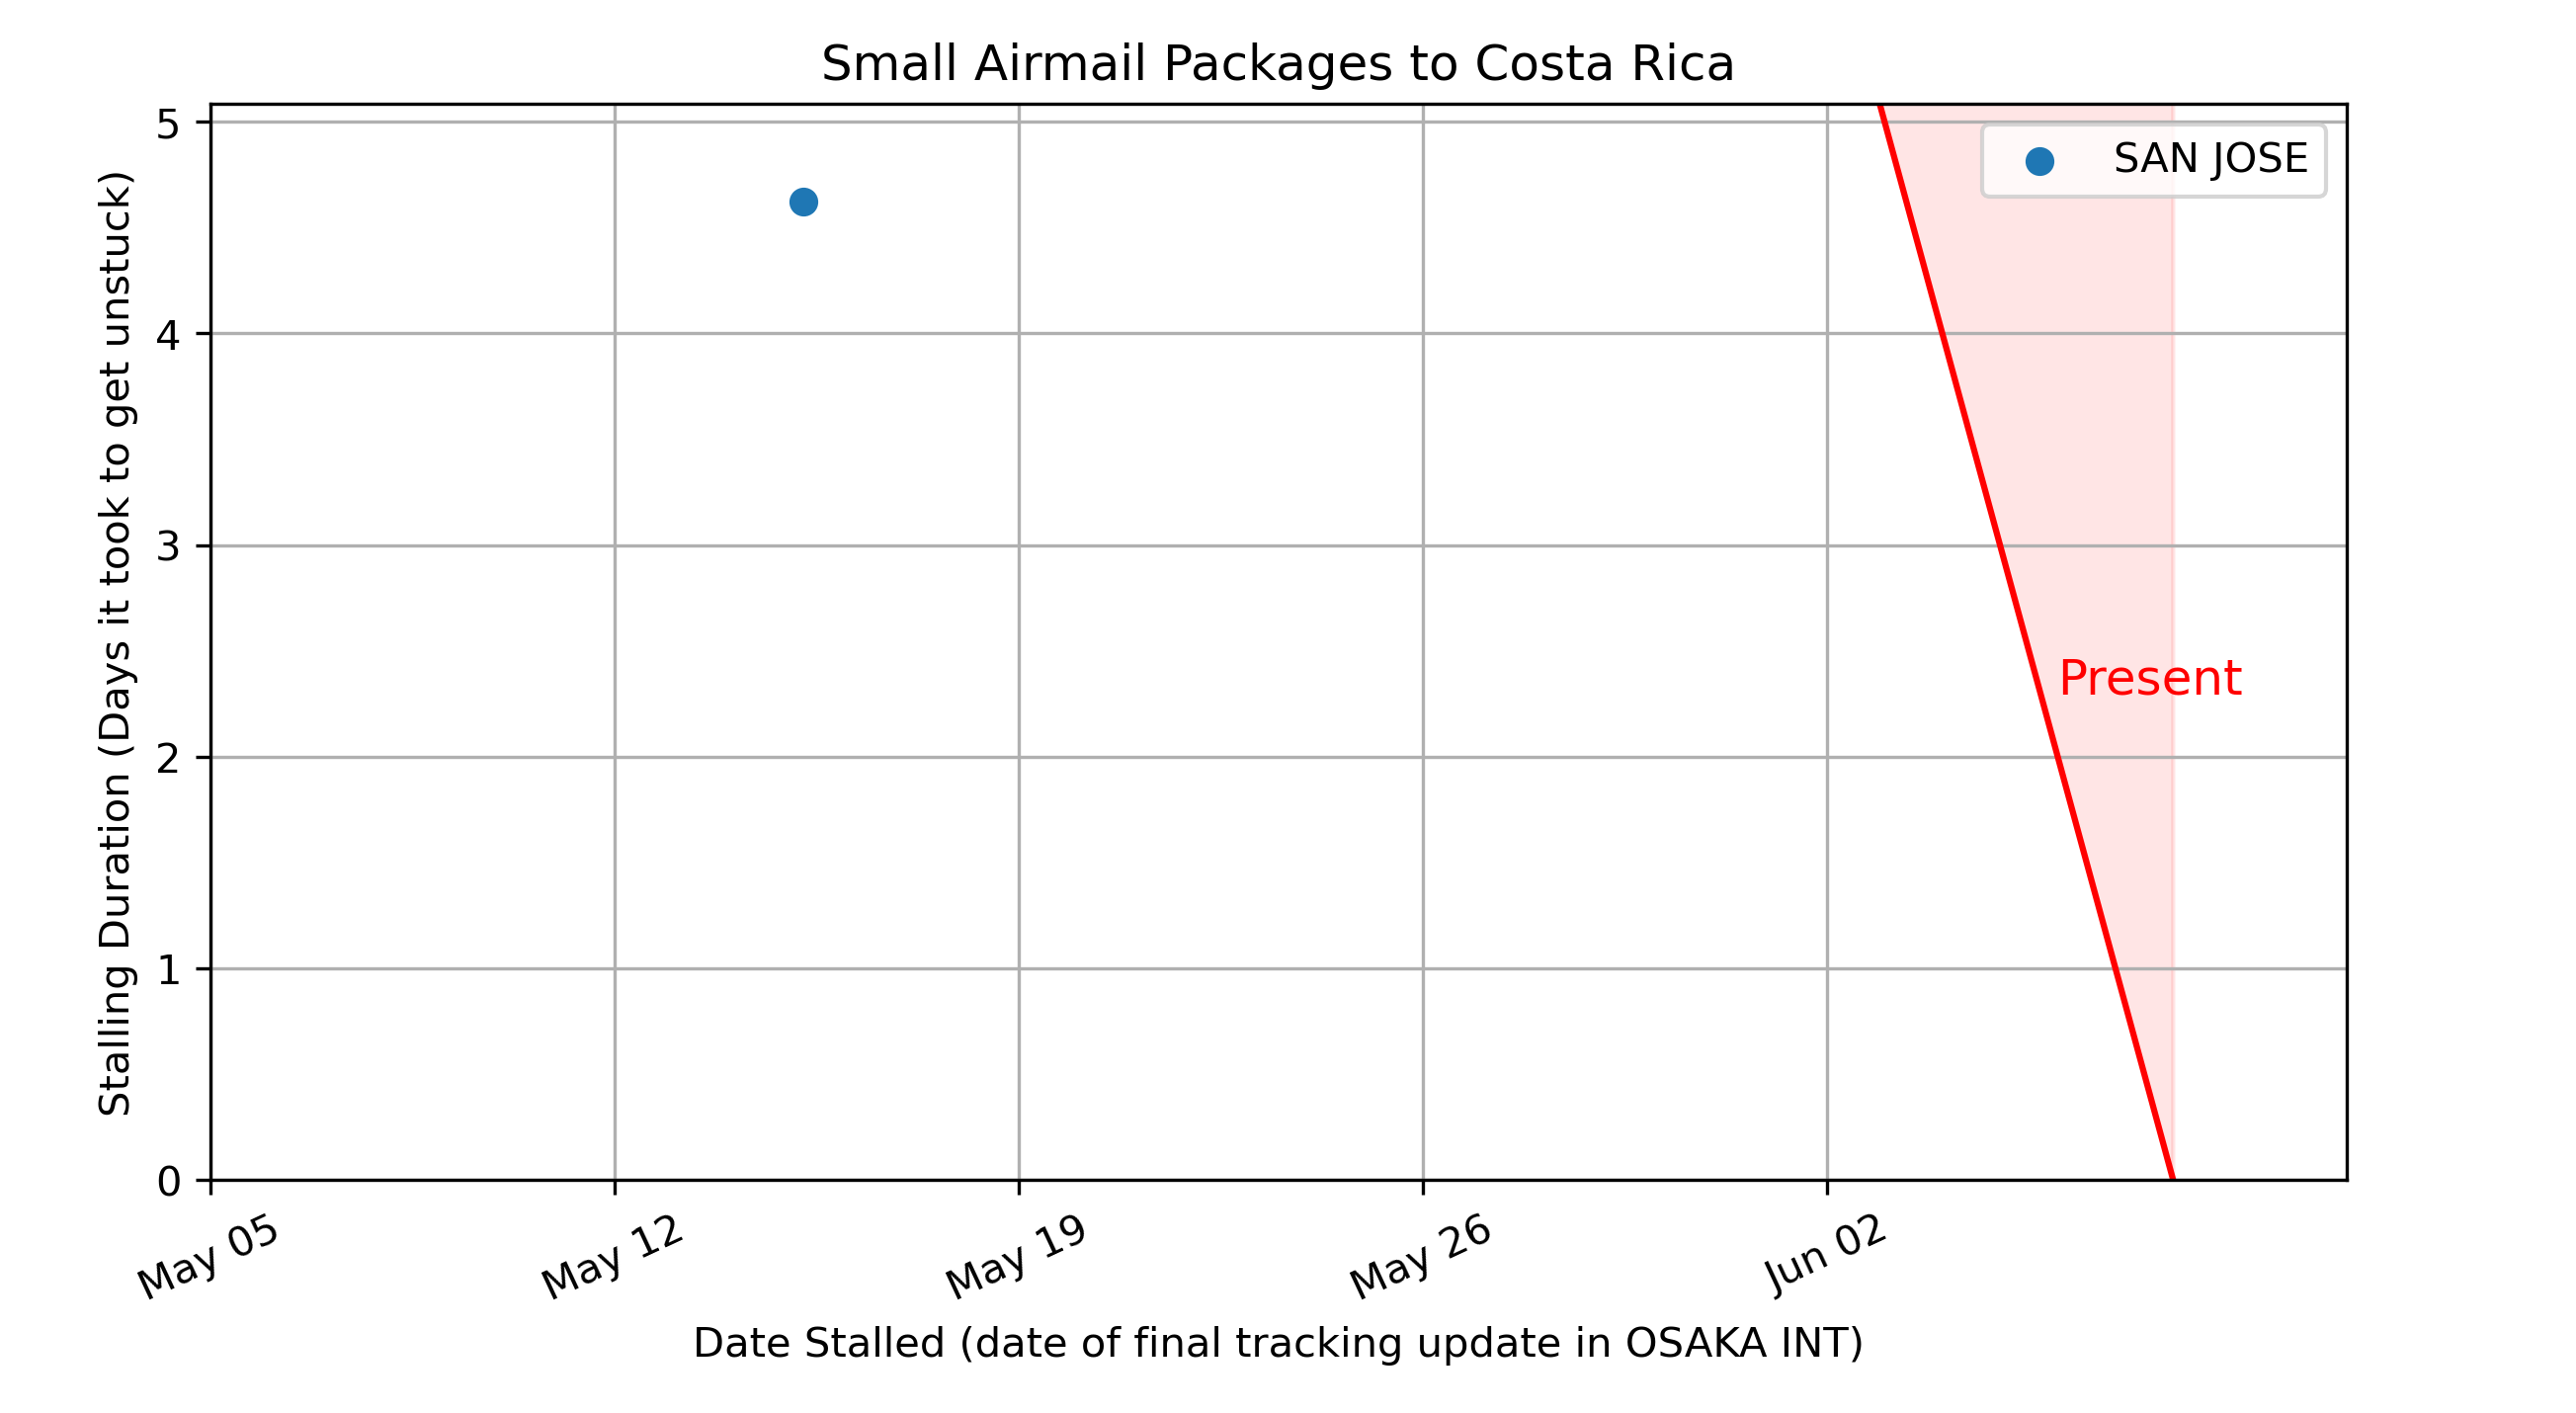 Small Airmail Packages to Costa Rica
SAN JOSE
Present
Stalling Duration (Days it took to get unstuck)
5
4
3
2
1
0
May 05
May 12
May 19
May 26
Jun 02
Date Stalled (date of final tracking update in OSAKA INT)